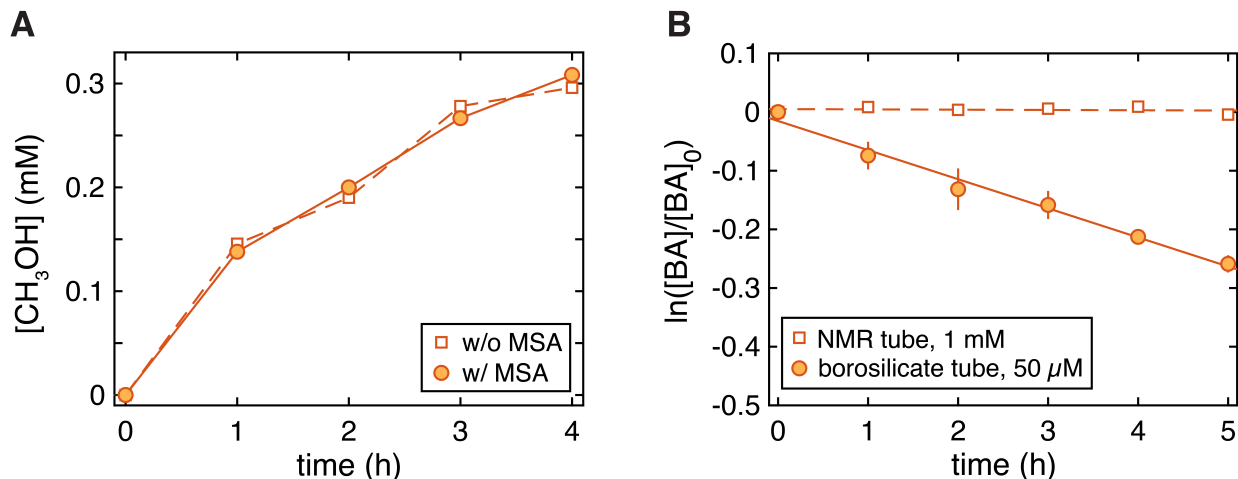 A
[CH₃OH] (mM)
0.3
0.2
0.1
0
0 1 2 3 4
time (h)
w/o MSA
w/ MSA
B
ln([BA]/[BA]₀)
0.1
0
-0.1
-0.2
-0.3
-0.4
-0.5
0 1 2 3 4 5
time (h)
NMR tube, 1 mM
borosilicate tube, 50 µM